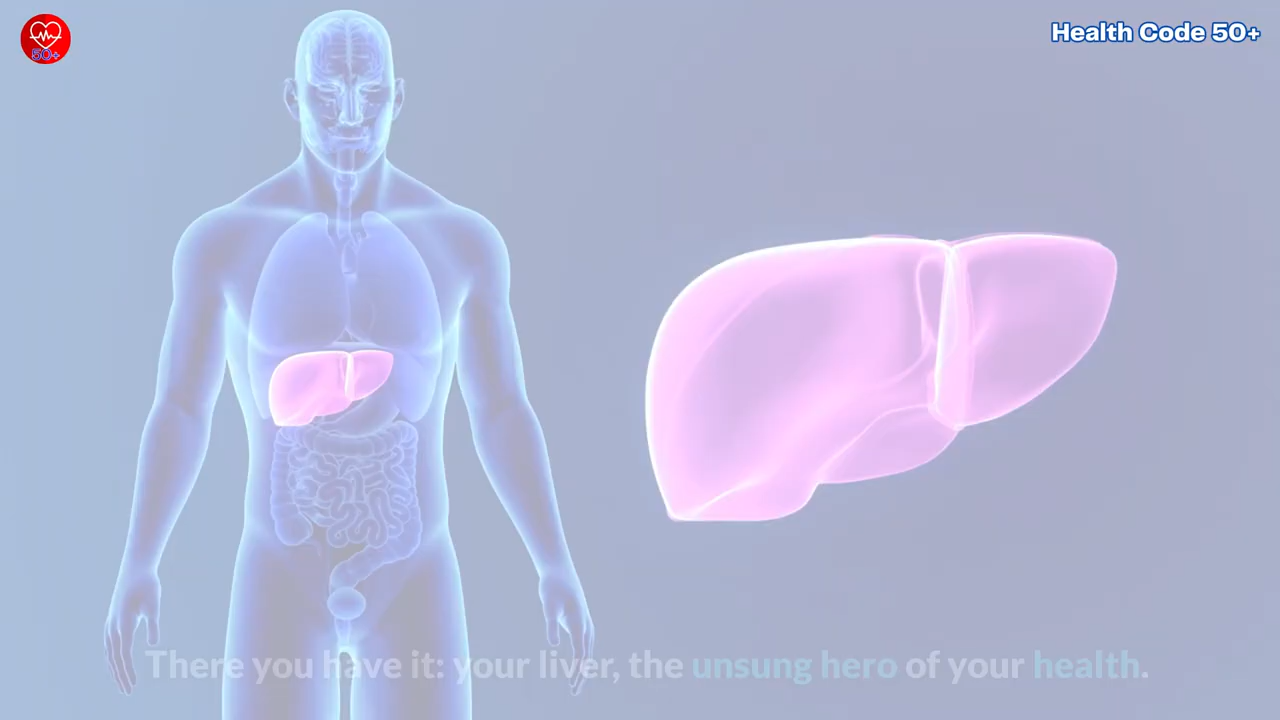 50+
Health Code 50+
There you have it: your liver, the unsung hero of your health.